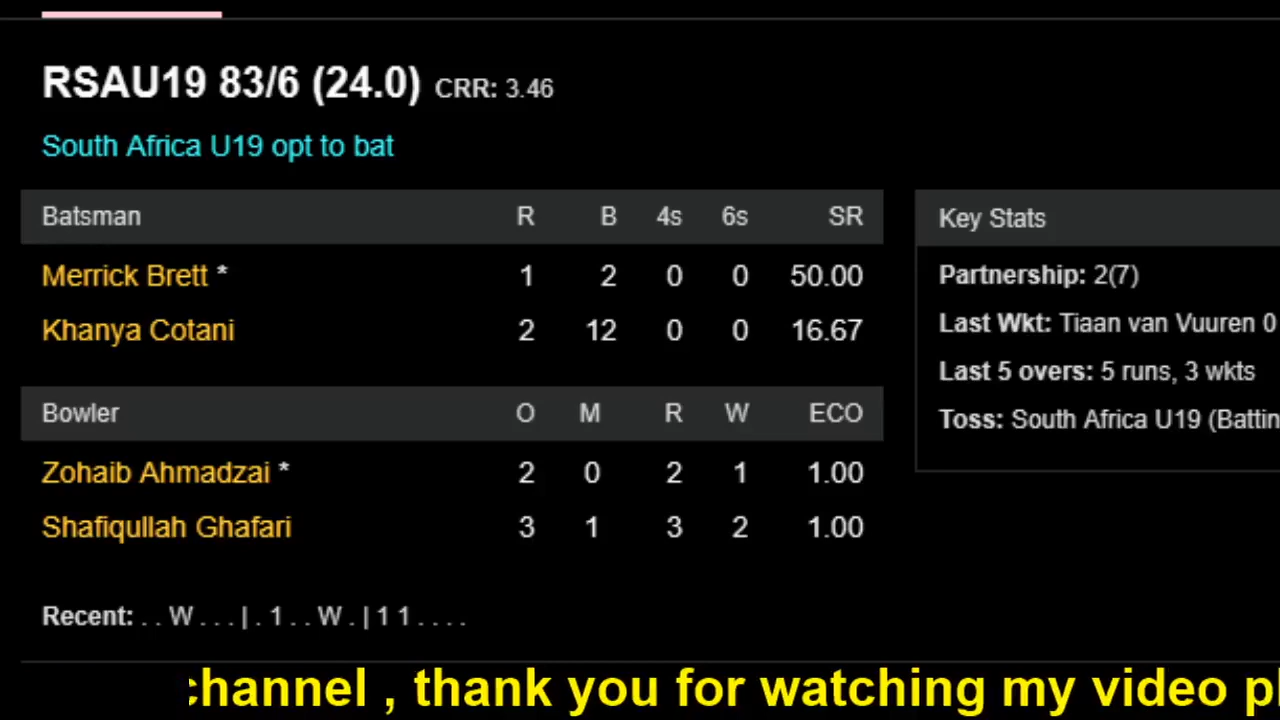 RSAU19 83/6 (24.0) CRR: 3.46
South Africa U19 opt to bat
Batsman R B 4s 6s SR
Merrick Brett * 1 2 0 0 50.00
Khanya Cotani 2 12 0 0 16.67
Bowler O M R W ECO
Zohaib Ahmadzai * 2 0 2 1 1.00
Shafiqullah Ghafari 3 1 3 2 1.00
Recent: . . W . . . | . 1 . . W . | 1 1 . . . .
Key Stats
Partnership: 2(7)
Last Wkt: Tiaan van Vuuren 0
Last 5 overs: 5 runs, 3 wkts
Toss: South Africa U19 (Battin
channel , thank you for watching my video